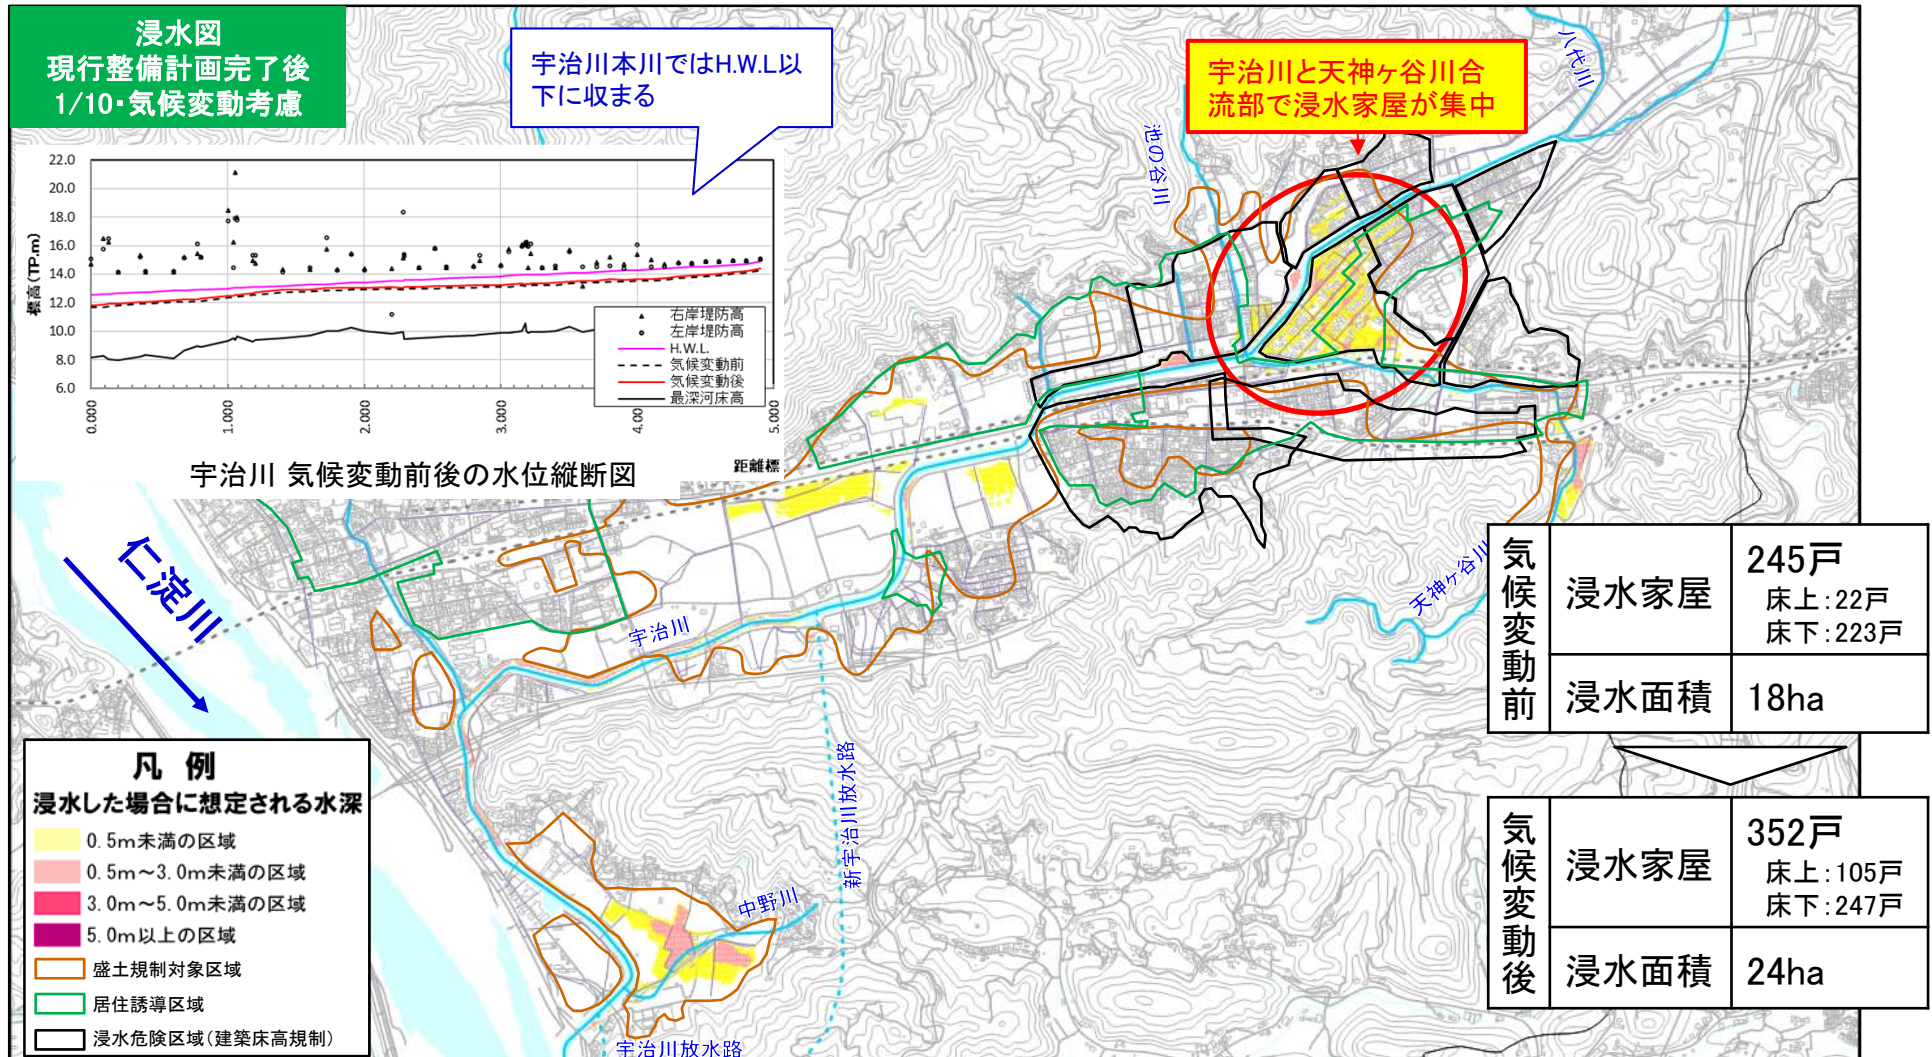 浸水図
現行整備計画完了後
1/10・気候変動考慮
宇治川本川ではH.W.L以
下に収まる
宇治川と天神ヶ谷川合
流部で浸水家屋が集中
八代川
池の谷川
標高(TP.m)
22.0
20.0
18.0
16.0
14.0
12.0
10.0
8.0
6.0
0.000
1.000
2.000
3.000
4.000
5.000
右岸堤防高
左岸堤防高
H.W.L.
気候変動前
気候変動後
最深河床高
距離標
宇治川 気候変動前後の水位縦断図
仁淀川
宇治川
天神ヶ谷川
新宇治川放水路
中野川
宇治川放水路
気候変動前
浸水家屋
245戸
床上:22戸
床下:223戸
浸水面積
18ha
気候変動後
浸水家屋
352戸
床上:105戸
床下:247戸
浸水面積
24ha
凡 例
浸水した場合に想定される水深
0.5m未満の区域
0.5m～3.0m未満の区域
3.0m～5.0m未満の区域
5.0m以上の区域
盛土規制対象区域
居住誘導区域
浸水危険区域(建築床高規制)